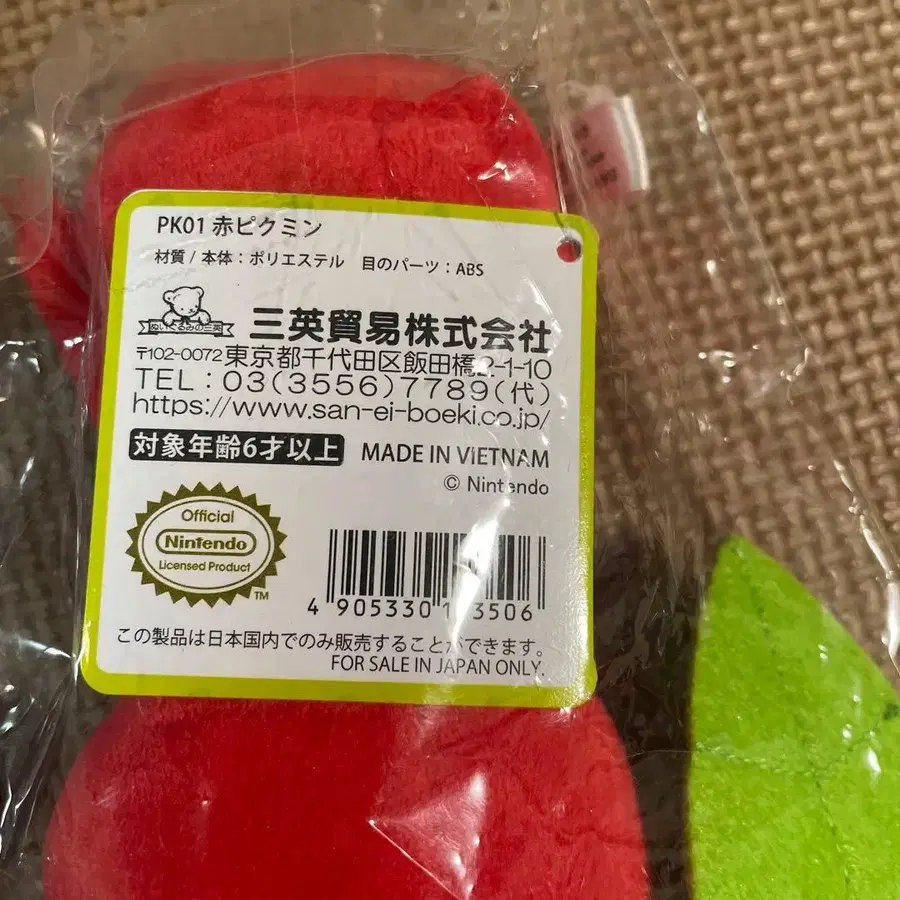 PK01 赤ピクミン
材質 / 本体：ポリエステル 目のパーツ：ABS
ぬいぐるみの三英
三英貿易株式会社
〒102-0072 東京都千代田区飯田橋2-1-10
TEL：03(3556)7789(代)
https://www.san-ei-boeki.co.jp/
対象年齢6才以上 MADE IN VIETNAM
© Nintendo
Official
Nintendo
Licensed Product
TM
4 905330 3506
この製品は日本国内でのみ販売することができます。
FOR SALE IN JAPAN ONLY.